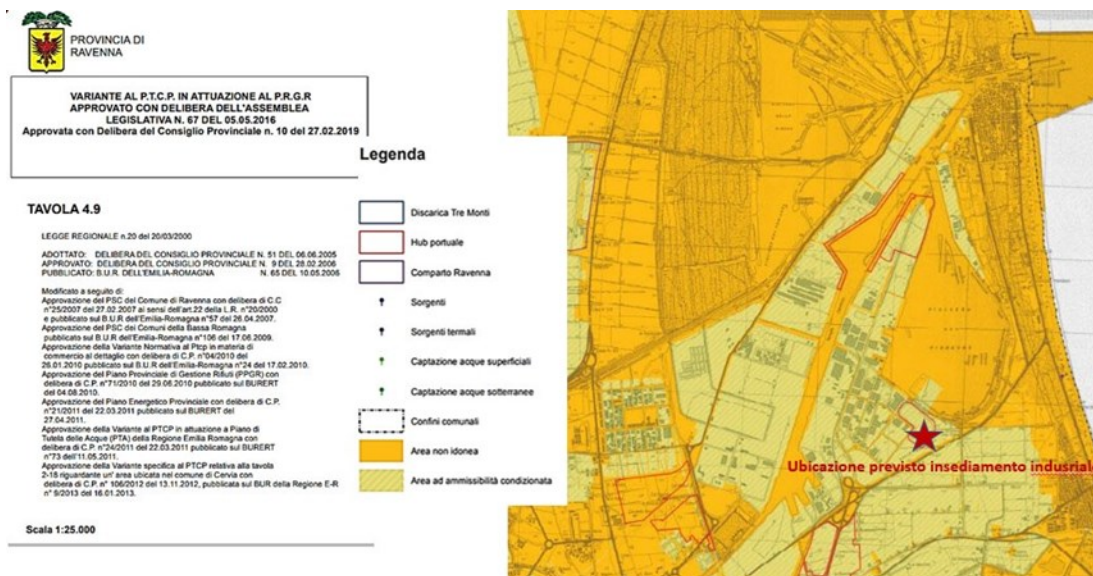 PROVINCIA DI
RAVENNA
VARIANTE AL P.T.C.P. IN ATTUAZIONE AL P.R.G.R
APPROVATO CON DELIBERA DELL'ASSEMBLEA
LEGISLATIVA N. 67 DEL 05.05.2016
Approvata con Delibera del Consiglio Provinciale n. 10 del 27.02.2019
TAVOLA 4.9
LEGGE REGIONALE n.20 del 20/03/2000
ADOTTATO: DELIBERA DEL CONSIGLIO PROVINCIALE N. 51 DEL 06.06.2005
APPROVATO: DELIBERA DEL CONSIGLIO PROVINCIALE N. 9 DEL 28.02.2006
PUBBLICATO: B.U.R. DELL'EMILIA-ROMAGNA N. 65 DEL 10.05.2006
Modificato a seguito di:
Approvazione del PSC del Comune di Ravenna con delibera di C.C
n°25/2007 del 27.02.2007 ai sensi dell'art.22 della L.R. n°20/2000
e pubblicato sul B.U.R dell'Emilia-Romagna n°57 del 26.04.2007.
Approvazione del PSC dei Comuni della Bassa Romagna
pubblicato sul B.U.R dell'Emilia-Romagna n°106 del 17.06.2009.
Approvazione della Variante Normativa al Ptcp in materia di
commercio al dettaglio con delibera di C.P. n°04/2010 del
26.01.2010 pubblicato sul B.U.R dell'Emilia-Romagna n°24 del 17.02.2010.
Approvazione del Piano Provinciale di Gestione Rifiuti (PPGR) con
delibera di C.P. n°71/2010 del 29.06.2010 pubblicato sul BURERT
del 04.08.2010.
Approvazione del Piano Energetico Provinciale con delibera di C.P.
n°21/2011 del 22.03.2011 pubblicato sul BURERT del
27.04.2011.
Approvazione della Variante al PTCP in attuazione a Piano di
Tutela delle Acque (PTA) della Regione Emilia Romagna con
delibera di C.P. n°24/2011 del 22.03.2011 pubblicato sul BURERT
n°73 dell'11.05.2011.
Approvazione della Variante specifica al PTCP relativa alla tavola
2-18 riguardante un' area ubicata nel comune di Cervia con
delibera di C.P. n° 106/2012 del 13.11.2012, pubblicata sul BUR della Regione E-R
n° 9/2013 del 16.01.2013.
Scala 1:25.000
Legenda
Discarica Tre Monti
Hub portuale
Comparto Ravenna
Sorgenti
Sorgenti termali
Captazione acque superficiali
Captazione acque sotterranee
Confini comunali
Area non idonea
Area ad ammissibilità condizionata
Ubicazione previsto insediamento indusriale